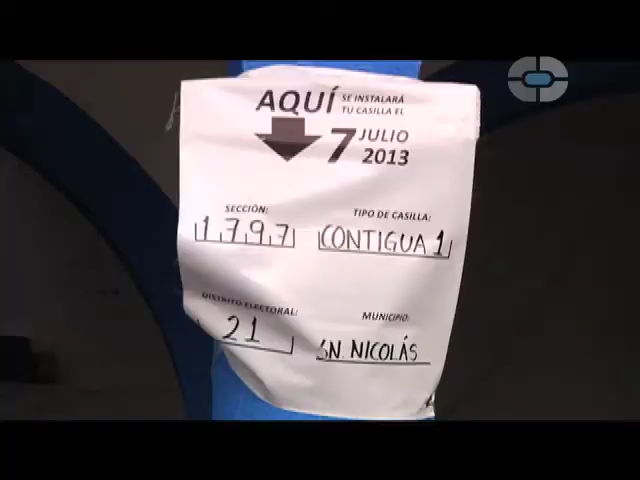 AQUÍ SE INSTALARÁ
TU CASILLA EL
7 JULIO
2013
SECCIÓN: TIPO DE CASILLA:
1797 CONTIGUA 1
DISTRITO ELECTORAL: MUNICIPIO:
21 SN. NICOLÁS